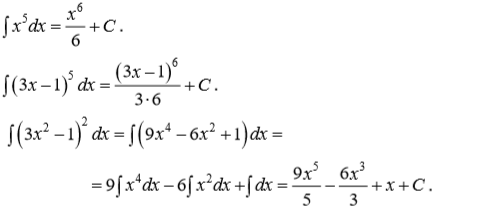 ∫x⁵dx = x⁶/6 + C.
∫(3x−1)⁵ dx = (3x−1)⁶/(3·6) + C.
∫(3x²−1)² dx = ∫(9x⁴−6x²+1)dx =
= 9∫x⁴dx − 6∫x²dx + ∫dx = 9x⁵/5 − 6x³/3 + x + C.